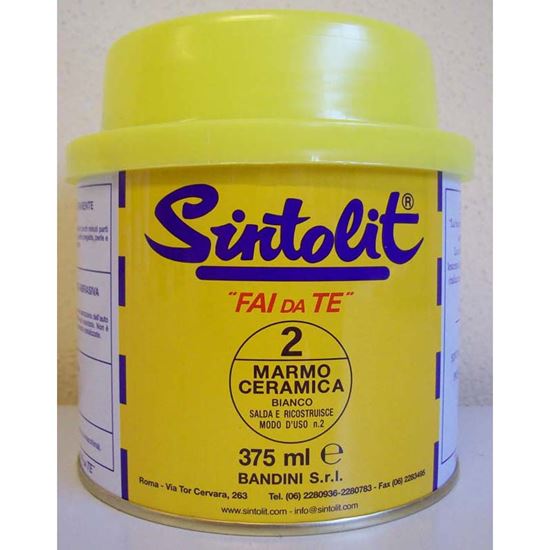 Sintolit®
"FAI DA TE"
2
MARMO
CERAMICA
BIANCO
SALDA E RICOSTRUISCE
MODO D'USO n.2
375 ml ℮
BANDINI S.r.l.
Roma - Via Tor Cervara, 263 Tel. (06) 2280936-2280783 - Fax (06) 2283495
www.sintolit.com - info@sintolit.com